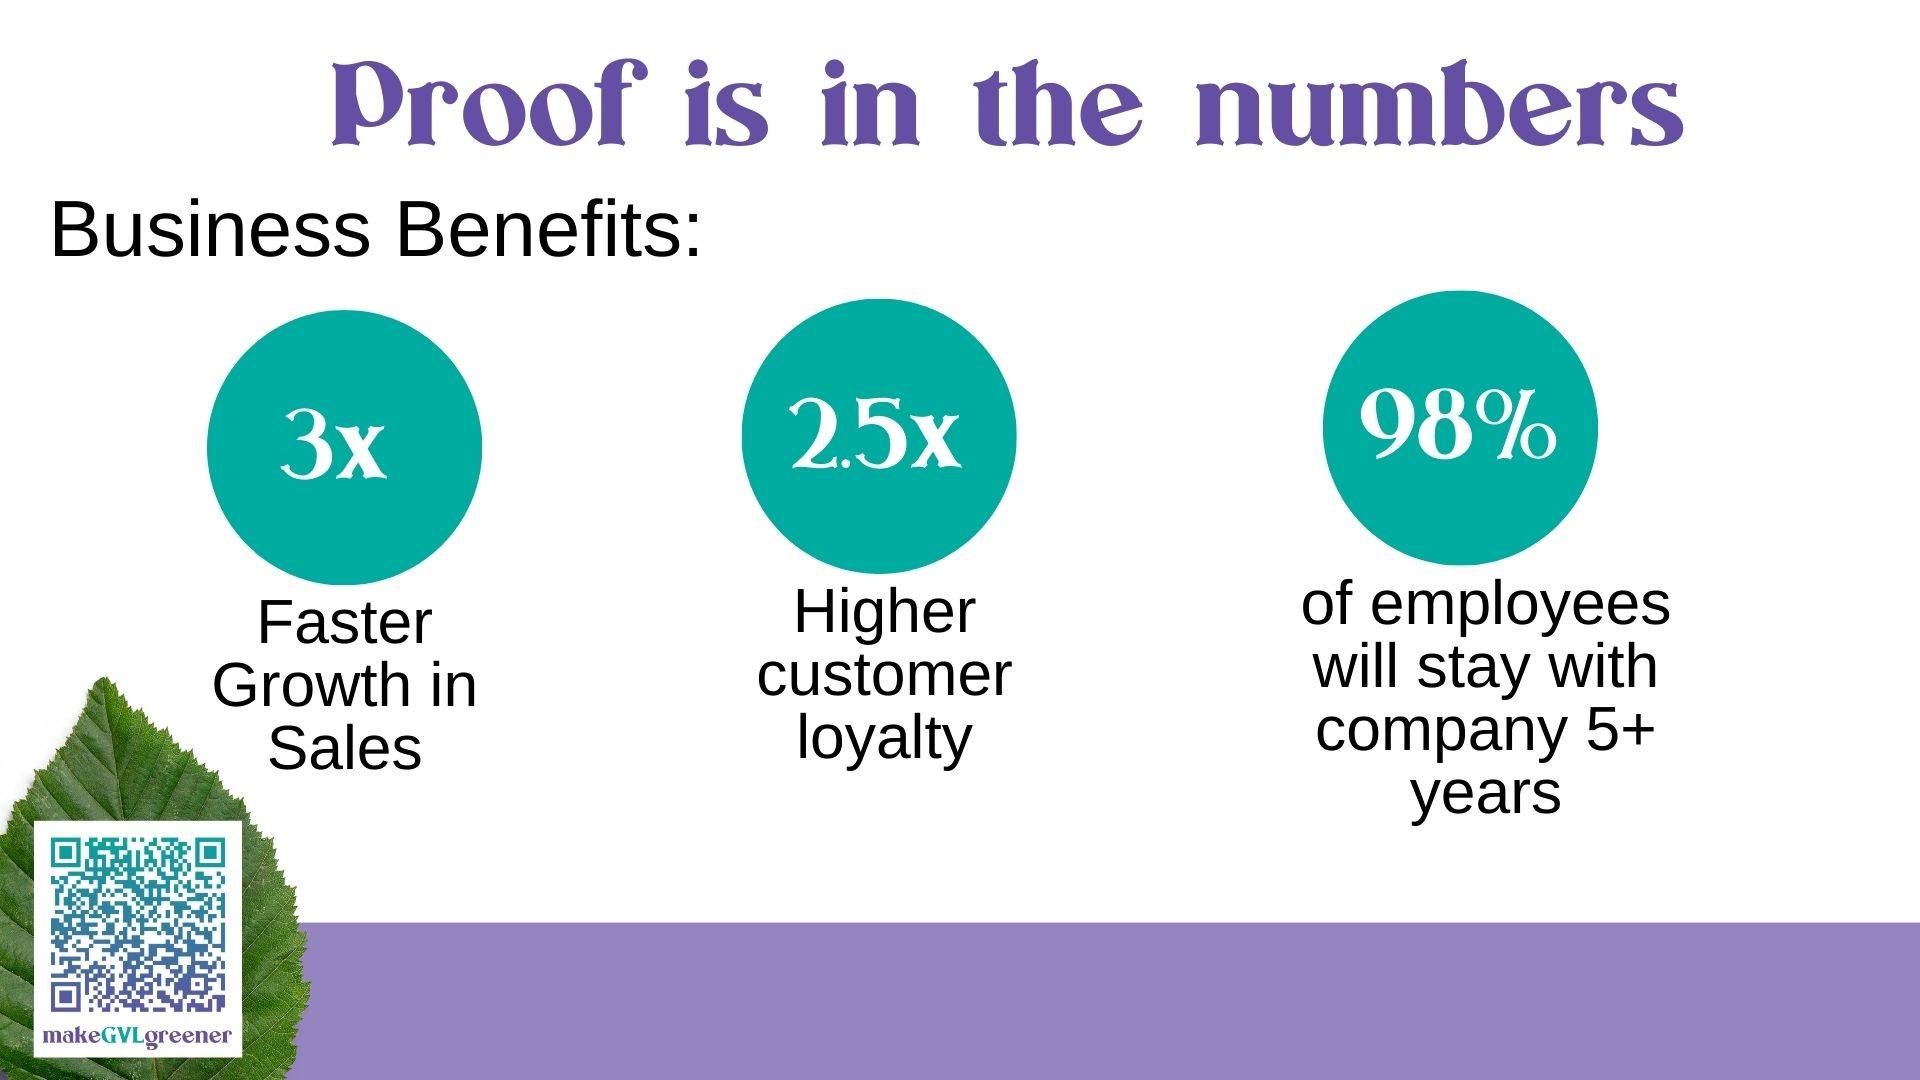 Proof is in the numbers
Business Benefits:
3x
Faster
Growth in
Sales
2.5x
Higher
customer
loyalty
98%
of employees
will stay with
company 5+
years
makeGVLgreener